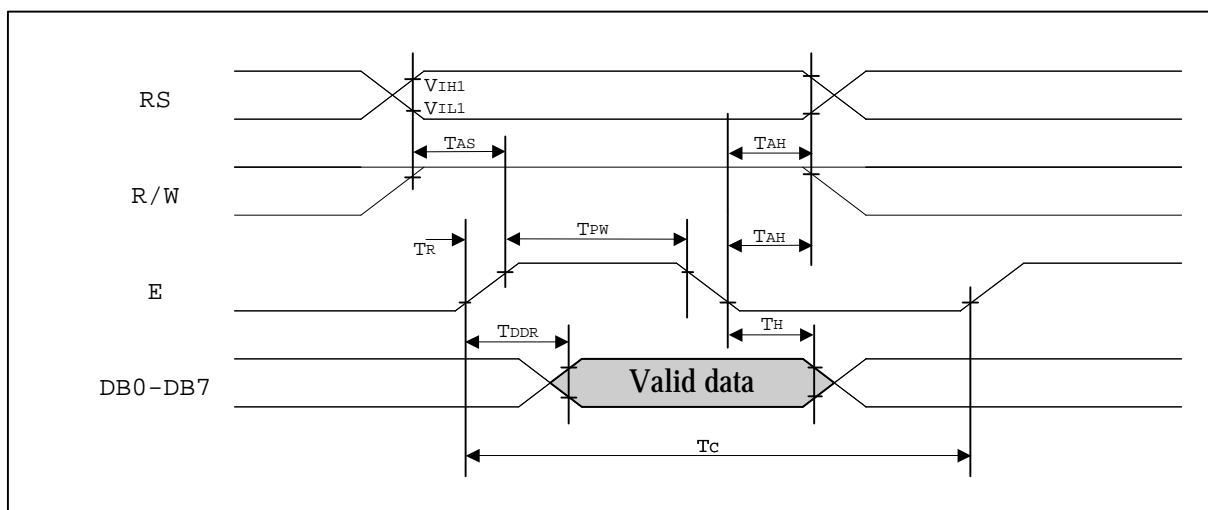 RS
VIH1
VIL1
TAS
TAH
R/W
TPW
TAH
TR
E
TDDR
TH
DB0-DB7
Valid data
TC